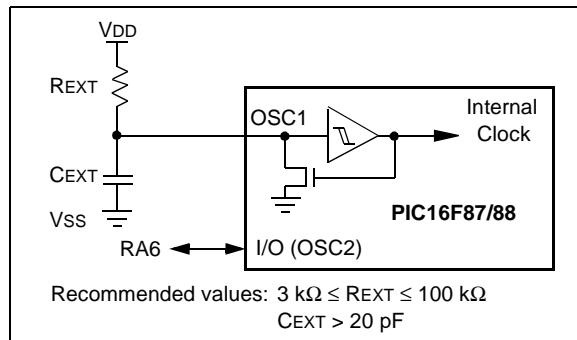 VDD
REXT
CEXT
VSS
OSC1
Internal
Clock
PIC16F87/88
RA6
I/O (OSC2)
Recommended values: 3 kΩ ≤ REXT ≤ 100 kΩ
CEXT > 20 pF